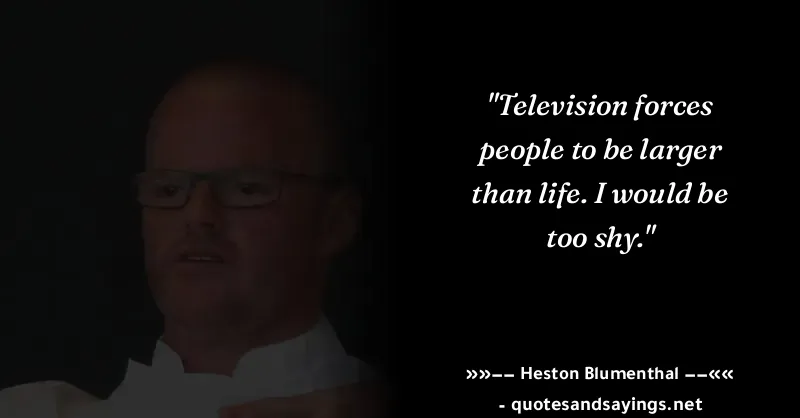 "Television forces
people to be larger
than life. I would be
too shy."
»»−− Heston Blumenthal −−««
- quotesandsayings.net